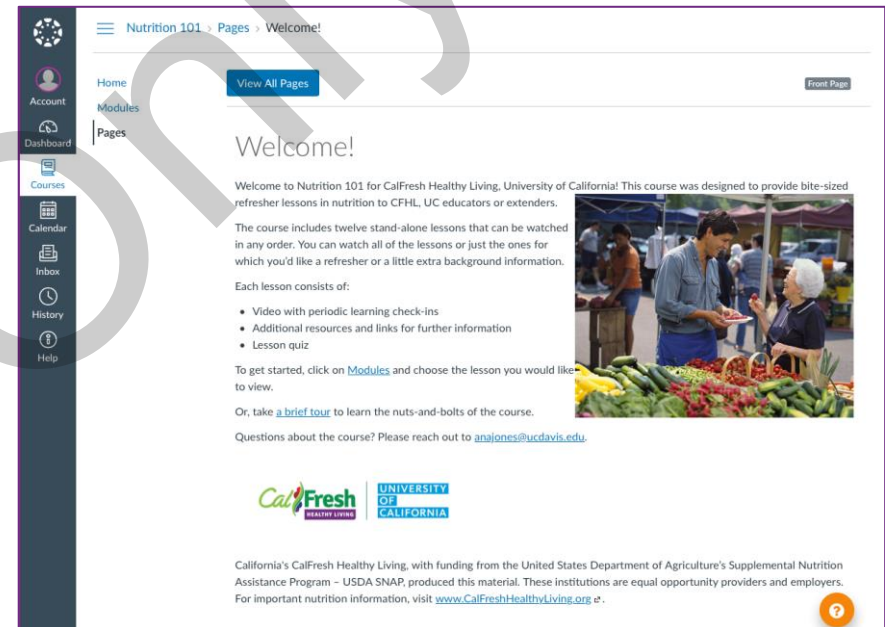 Nutrition 101 › Pages › Welcome!
Account
Dashboard
Courses
Calendar
Inbox
History
Help
Home
Modules
Pages
View All Pages
Front Page
Welcome!
Welcome to Nutrition 101 for CalFresh Healthy Living, University of California! This course was designed to provide bite-sized
refresher lessons in nutrition to CFHL, UC educators or extenders.
The course includes twelve stand-alone lessons that can be watched
in any order. You can watch all of the lessons or just the ones for
which you'd like a refresher or a little extra background information.
Each lesson consists of:
• Video with periodic learning check-ins
• Additional resources and links for further information
• Lesson quiz
To get started, click on Modules and choose the lesson you would like
to view.
Or, take a brief tour to learn the nuts-and-bolts of the course.
Questions about the course? Please reach out to anajones@ucdavis.edu.
CalFresh
HEALTHY LIVING
UNIVERSITY
OF
CALIFORNIA
California's CalFresh Healthy Living, with funding from the United States Department of Agriculture's Supplemental Nutrition
Assistance Program – USDA SNAP, produced this material. These institutions are equal opportunity providers and employers.
For important nutrition information, visit www.CalFreshHealthyLiving.org.
?